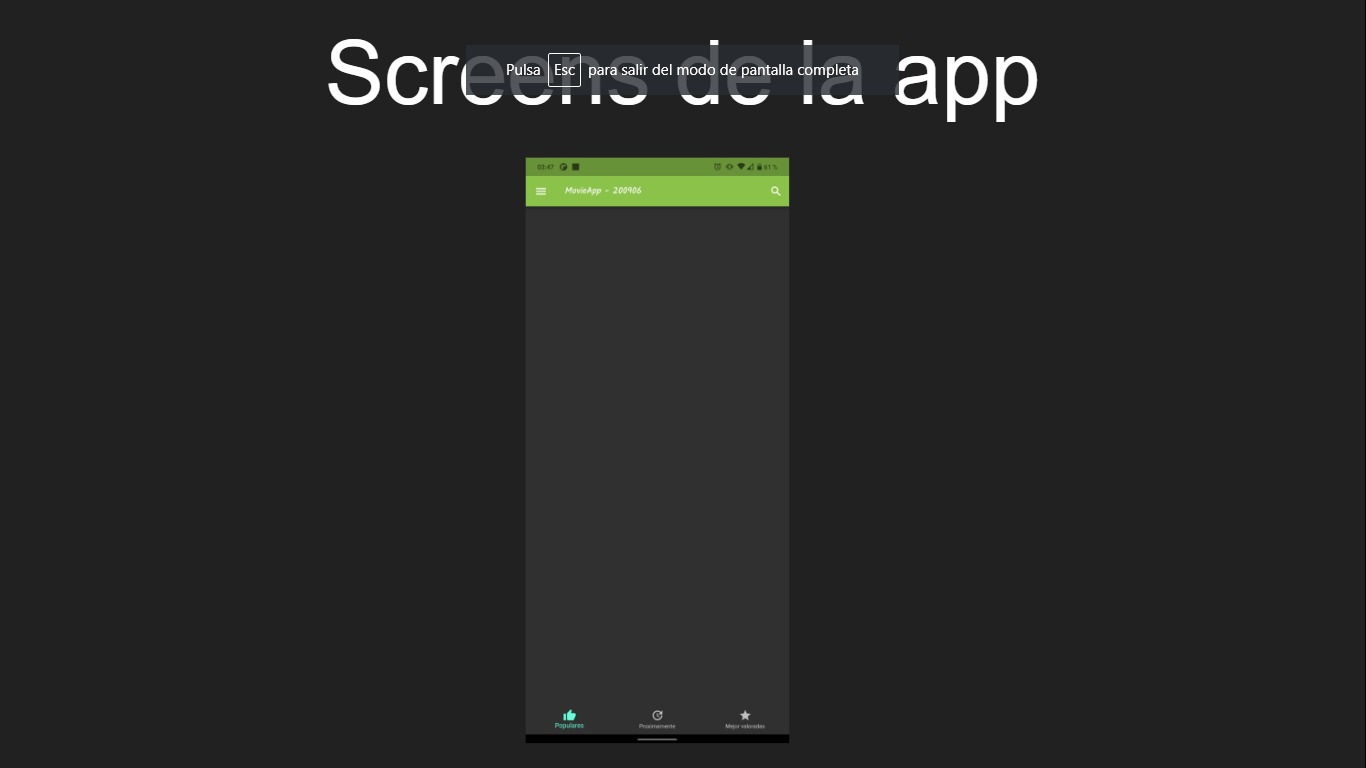 Screens de la app
Pulsa Esc para salir del modo de pantalla completa
03:47 61 %
MovieApp - 200906
Populares Proximamente Mejor valoradas